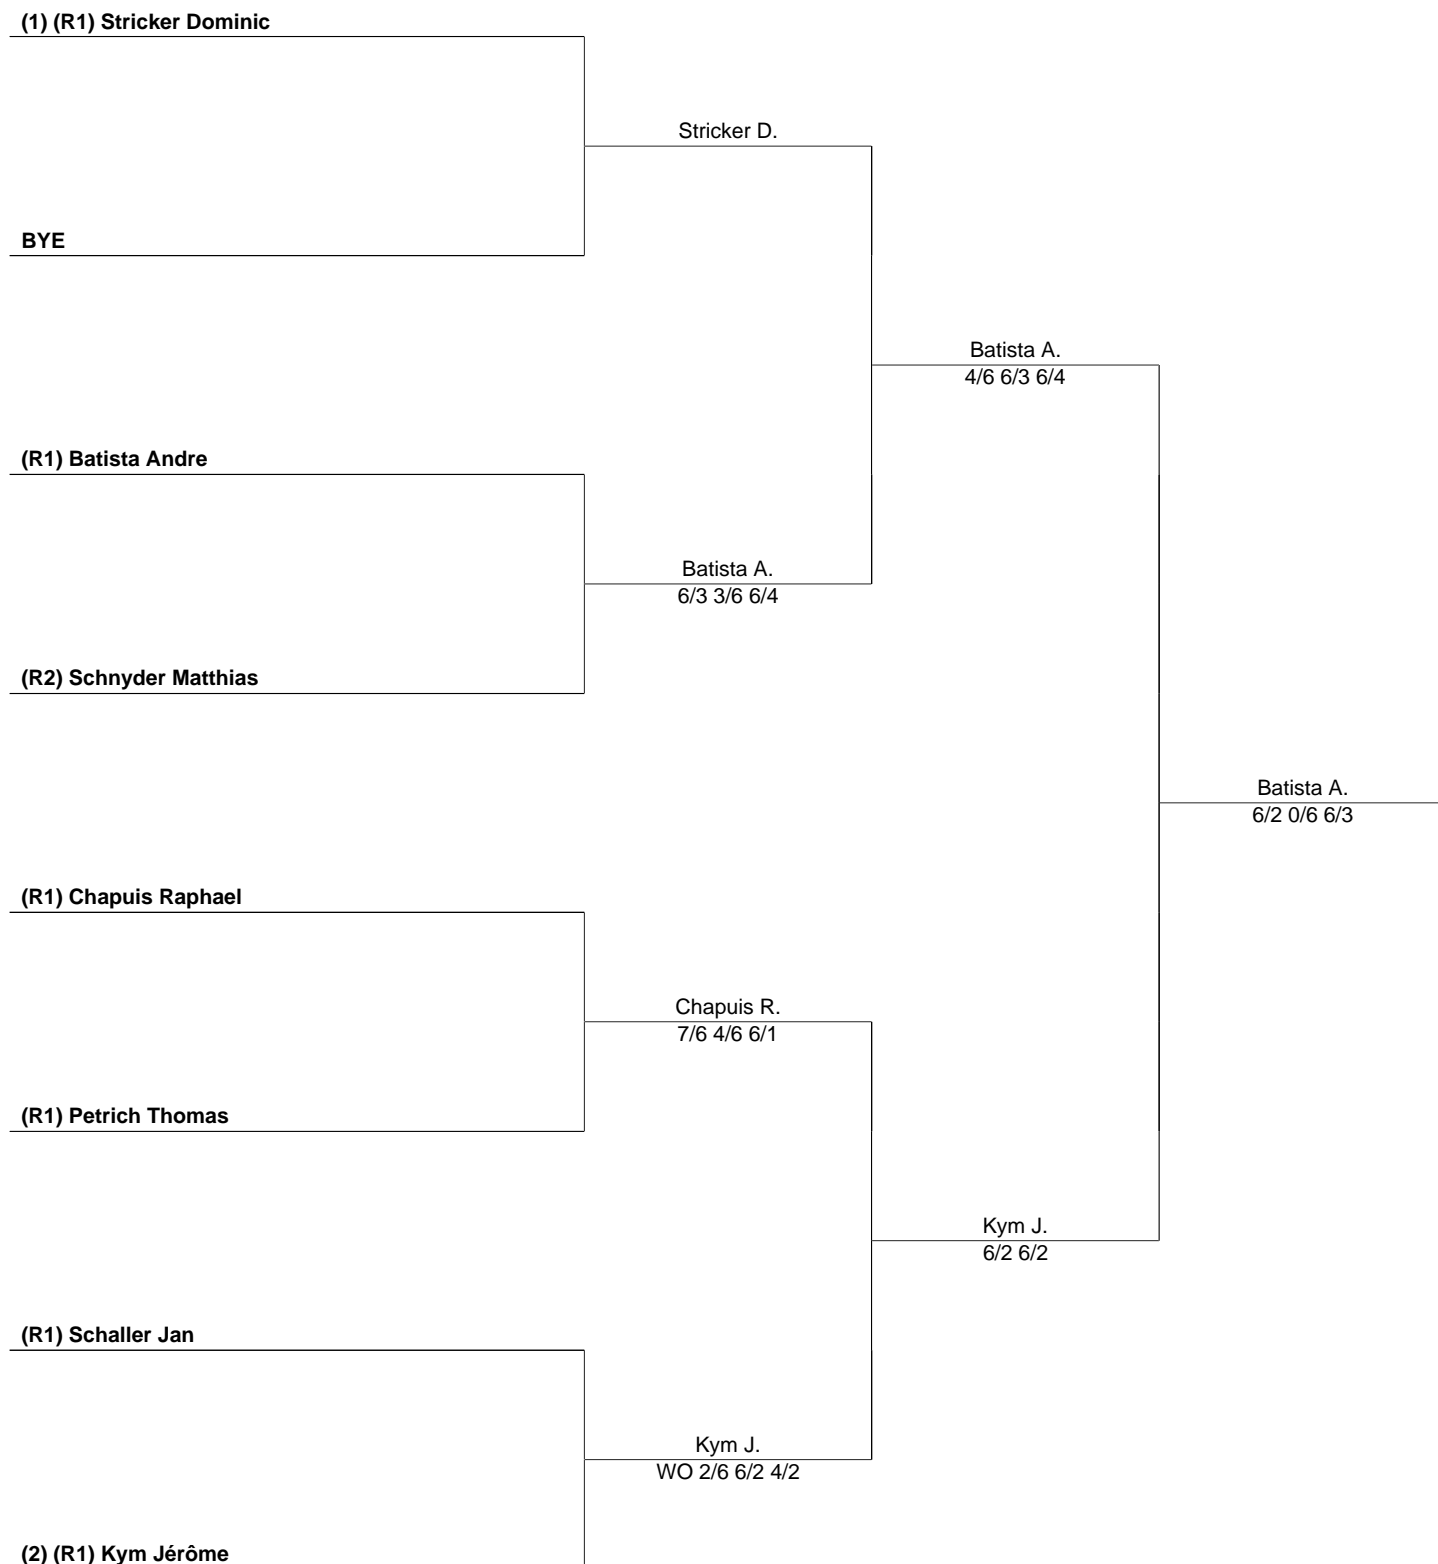 (1) (R1) Stricker Dominic
Stricker D.
BYE
Batista A.
4/6 6/3 6/4
(R1) Batista Andre
Batista A.
6/3 3/6 6/4
(R2) Schnyder Matthias
Batista A.
6/2 0/6 6/3
(R1) Chapuis Raphael
Chapuis R.
7/6 4/6 6/1
(R1) Petrich Thomas
Kym J.
6/2 6/2
(R1) Schaller Jan
Kym J.
WO 2/6 6/2 4/2
(2) (R1) Kym Jérôme